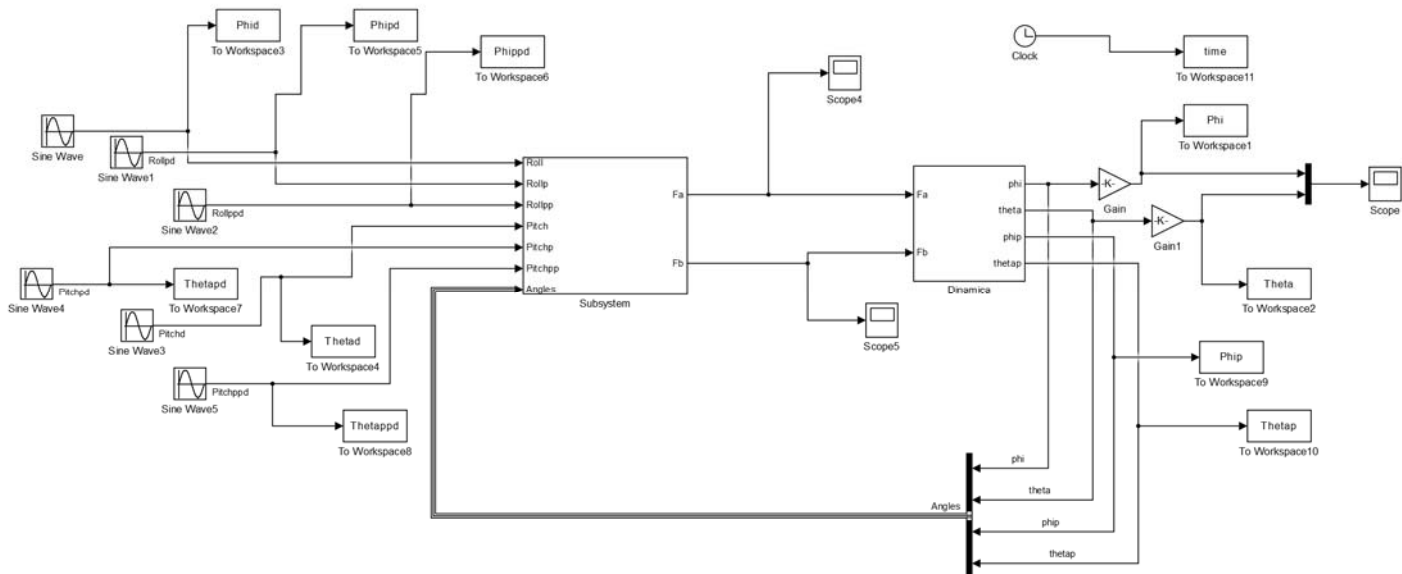 Phid
To Workspace3
Phipd
To Workspace5
Phippd
To Workspace6
Clock
time
To Workspace11
Scope4
Sine Wave
Rollpd
Sine Wave1
Rollppd
Sine Wave2
Pitchpd
Sine Wave4
Thetapd
To Workspace7
Pitchd
Sine Wave3
Thetad
To Workspace4
Pitchppd
Sine Wave5
Thetappd
To Workspace8
Roll
Rollp
Rollpp
Pitch
Pitchp
Pitchpp
Angles
Fa
Fb
Subsystem
Scope5
Fa
Fb
phi
theta
phip
thetap
Dinamica
-K-
Gain
-K-
Gain1
Phi
To Workspace1
Scope
Theta
To Workspace2
Phip
To Workspace9
Thetap
To Workspace10
phi
theta
Angles
phip
thetap